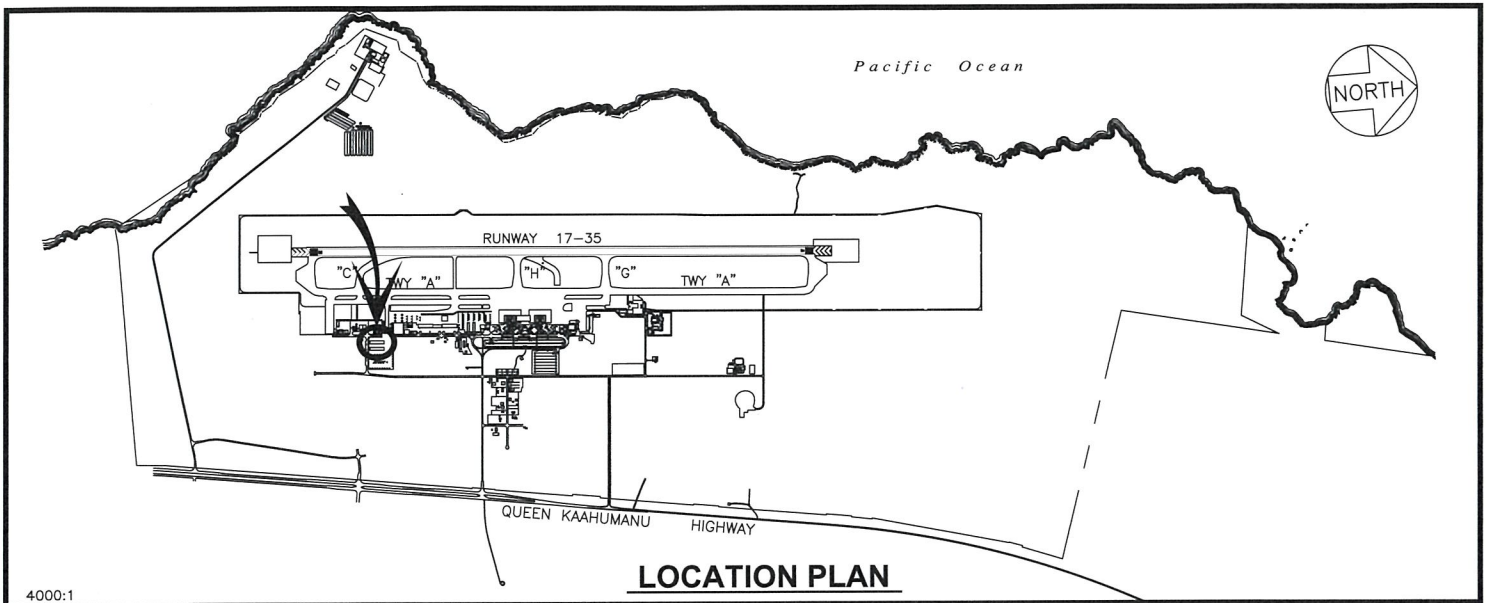 Pacific Ocean
NORTH
RUNWAY 17-35
"C"
TWY "A"
"H"
"G"
TWY "A"
QUEEN KAAHUMANU HIGHWAY
LOCATION PLAN
4000:1